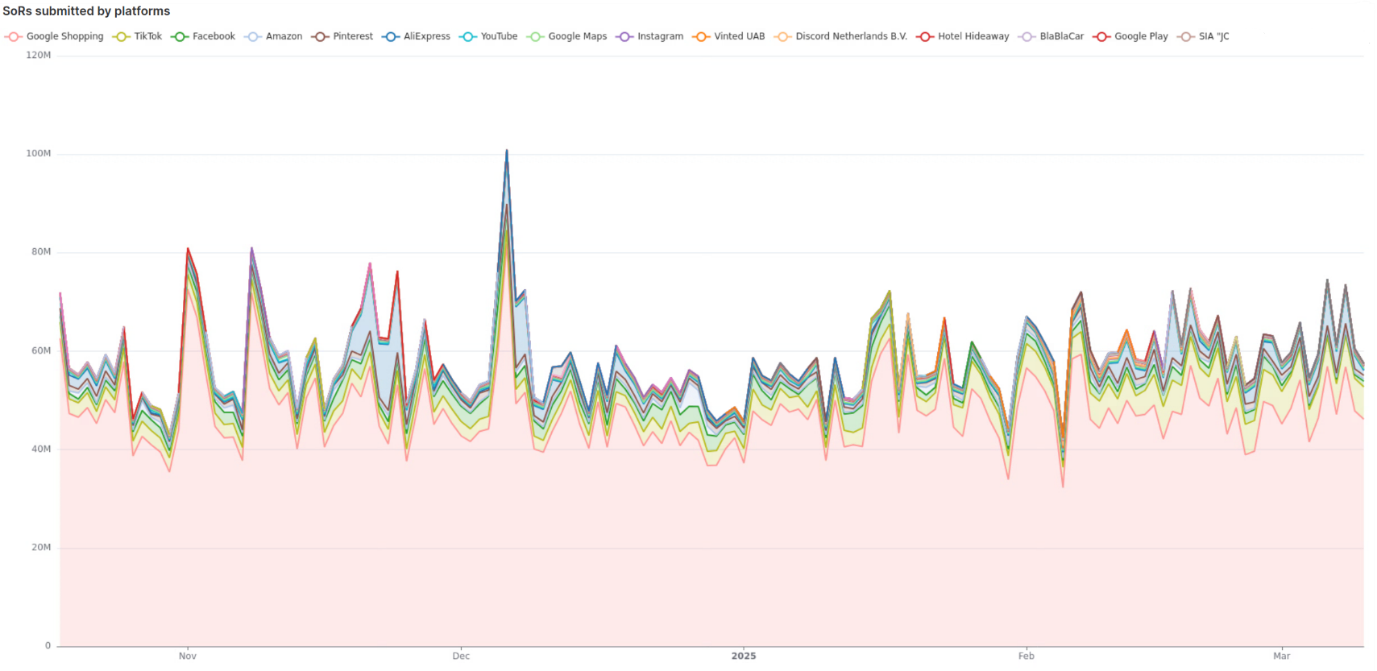 SoRs submitted by platforms
Google Shopping TikTok Facebook Amazon Pinterest AliExpress YouTube Google Maps Instagram Vinted UAB Discord Netherlands B.V. Hotel Hideaway BlaBlaCar Google Play SIA "JC
120M
100M
80M
60M
40M
20M
0
Nov Dec 2025 Feb Mar